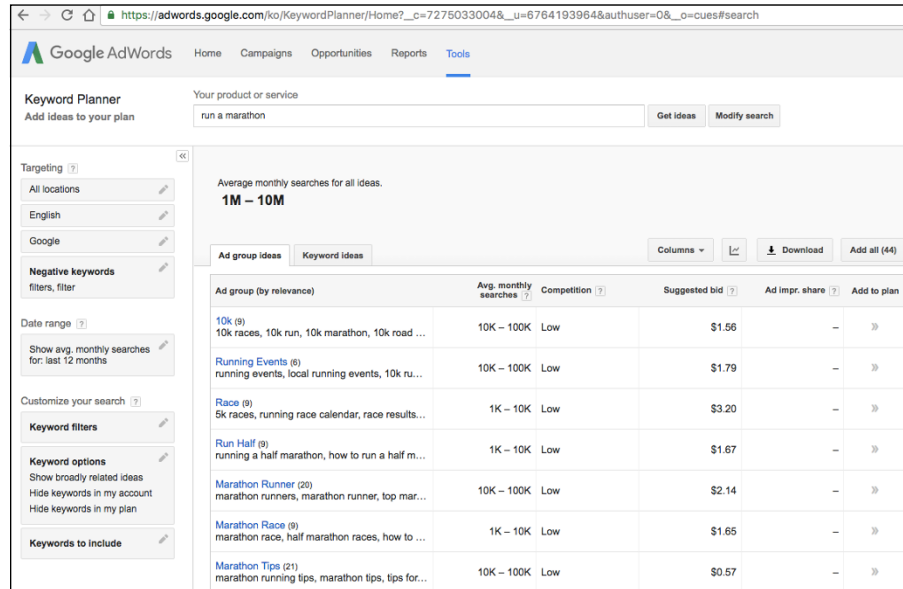 https://adwords.google.com/ko/KeywordPlanner/Home?__c=7275033004&__u=6764193964&authuser=0&__o=cues#search
Google AdWords Home Campaigns Opportunities Reports Tools
Keyword Planner
Add ideas to your plan
Your product or service
run a marathon
Get ideas Modify search
Targeting ?
All locations
English
Google
Negative keywords
filters, filter
Date range ?
Show avg. monthly searches
for: last 12 months
Customize your search ?
Keyword filters
Keyword options
Show broadly related ideas
Hide keywords in my account
Hide keywords in my plan
Keywords to include
Average monthly searches for all ideas.
1M – 10M
Ad group ideas Keyword ideas
Columns Download Add all (44)
Ad group (by relevance) Avg. monthly searches ? Competition ? Suggested bid ? Ad impr. share ? Add to plan
10k (9) 10K – 100K Low $1.56 –
10k races, 10k run, 10k marathon, 10k road ...
Running Events (6) 10K – 100K Low $1.79 –
running events, local running events, 10k ru...
Race (9) 1K – 10K Low $3.20 –
5k races, running race calendar, race results...
Run Half (9) 1K – 10K Low $1.67 –
running a half marathon, how to run a half m...
Marathon Runner (20) 10K – 100K Low $2.14 –
marathon runners, marathon runner, top mar...
Marathon Race (9) 1K – 10K Low $1.65 –
marathon race, half marathon races, how to ...
Marathon Tips (21) 10K – 100K Low $0.57 –
marathon running tips, marathon tips, tips for...